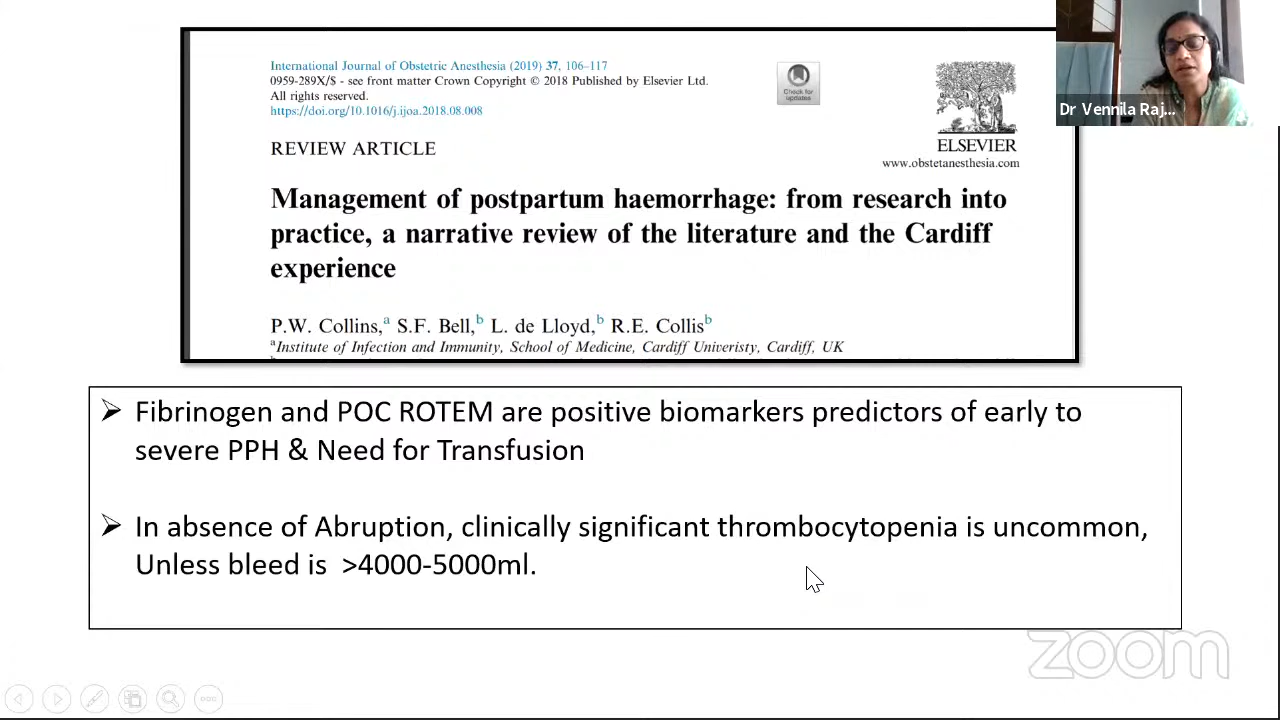 International Journal of Obstetric Anesthesia (2019) 37, 106–117
0959-289X/$ - see front matter Crown Copyright © 2018 Published by Elsevier Ltd.
All rights reserved.
https://doi.org/10.1016/j.ijoa.2018.08.008
Check for
updates
ELSEVIER
www.obstetanesthesia.com
Dr Vennila Raj...
REVIEW ARTICLE
Management of postpartum haemorrhage: from research into
practice, a narrative review of the literature and the Cardiff
experience
P.W. Collins,a S.F. Bell,b L. de Lloyd,b R.E. Collisb
aInstitute of Infection and Immunity, School of Medicine, Cardiff Univeristy, Cardiff, UK
➢ Fibrinogen and POC ROTEM are positive biomarkers predictors of early to
severe PPH & Need for Transfusion
➢ In absence of Abruption, clinically significant thrombocytopenia is uncommon,
Unless bleed is >4000-5000ml.
zoom